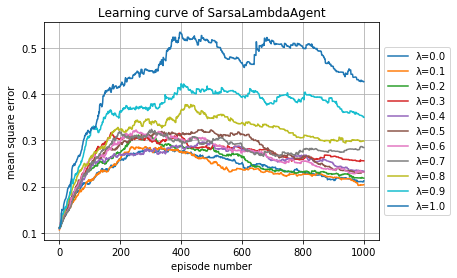 Learning curve of SarsaLambdaAgent
mean square error
0.5
0.4
0.3
0.2
0.1
0
200
400
600
800
1000
episode number
λ=0.0
λ=0.1
λ=0.2
λ=0.3
λ=0.4
λ=0.5
λ=0.6
λ=0.7
λ=0.8
λ=0.9
λ=1.0